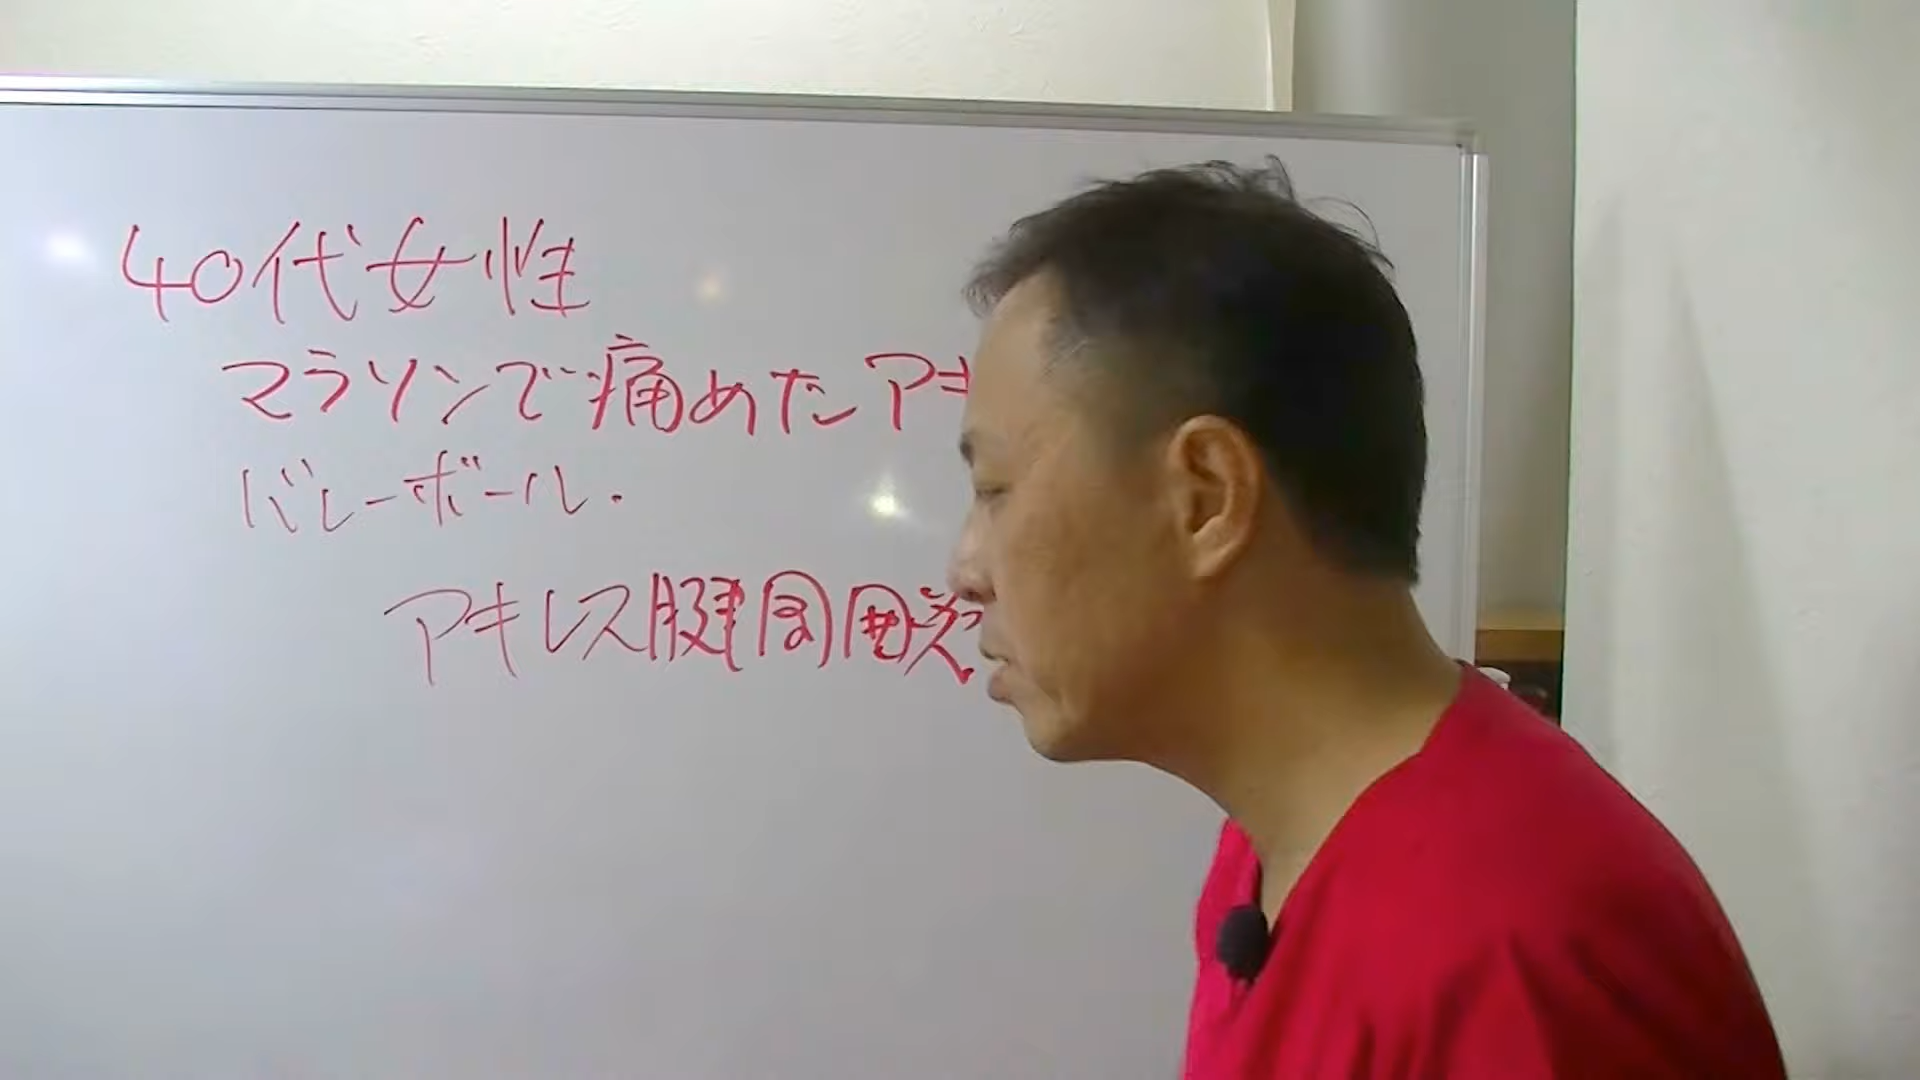 40代女性
マラソンで痛めたアキ
バレーボール.
アキレス腱周囲炎